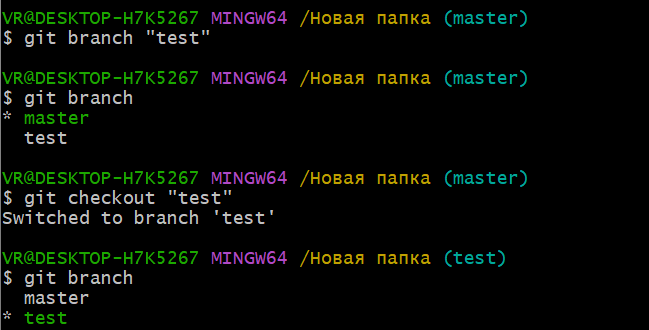 VR@DESKTOP-H7K5267 MINGW64 /Новая папка (master)
$ git branch "test"
VR@DESKTOP-H7K5267 MINGW64 /Новая папка (master)
$ git branch
* master
  test
VR@DESKTOP-H7K5267 MINGW64 /Новая папка (master)
$ git checkout "test"
Switched to branch 'test'
VR@DESKTOP-H7K5267 MINGW64 /Новая папка (test)
$ git branch
  master
* test